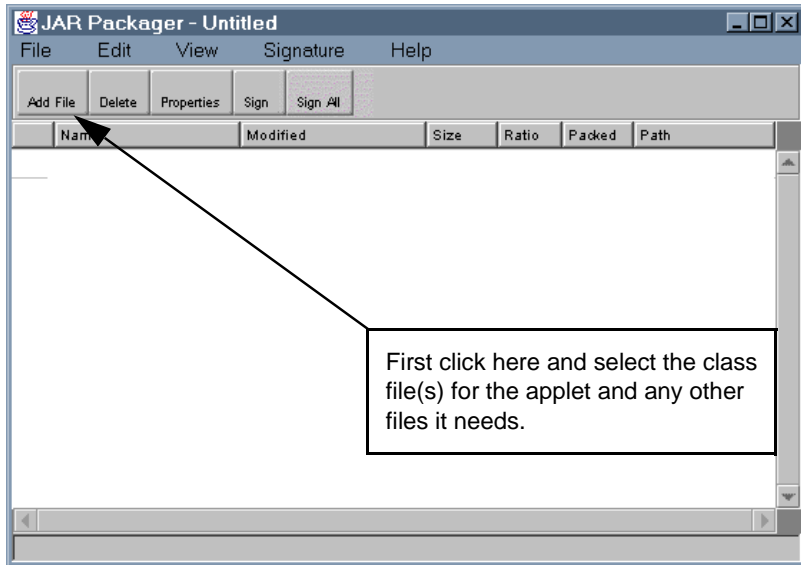 JAR Packager - Untitled
File Edit View Signature Help
Add File Delete Properties Sign Sign All
Nam Modified Size Ratio Packed Path
First click here and select the class
file(s) for the applet and any other
files it needs.